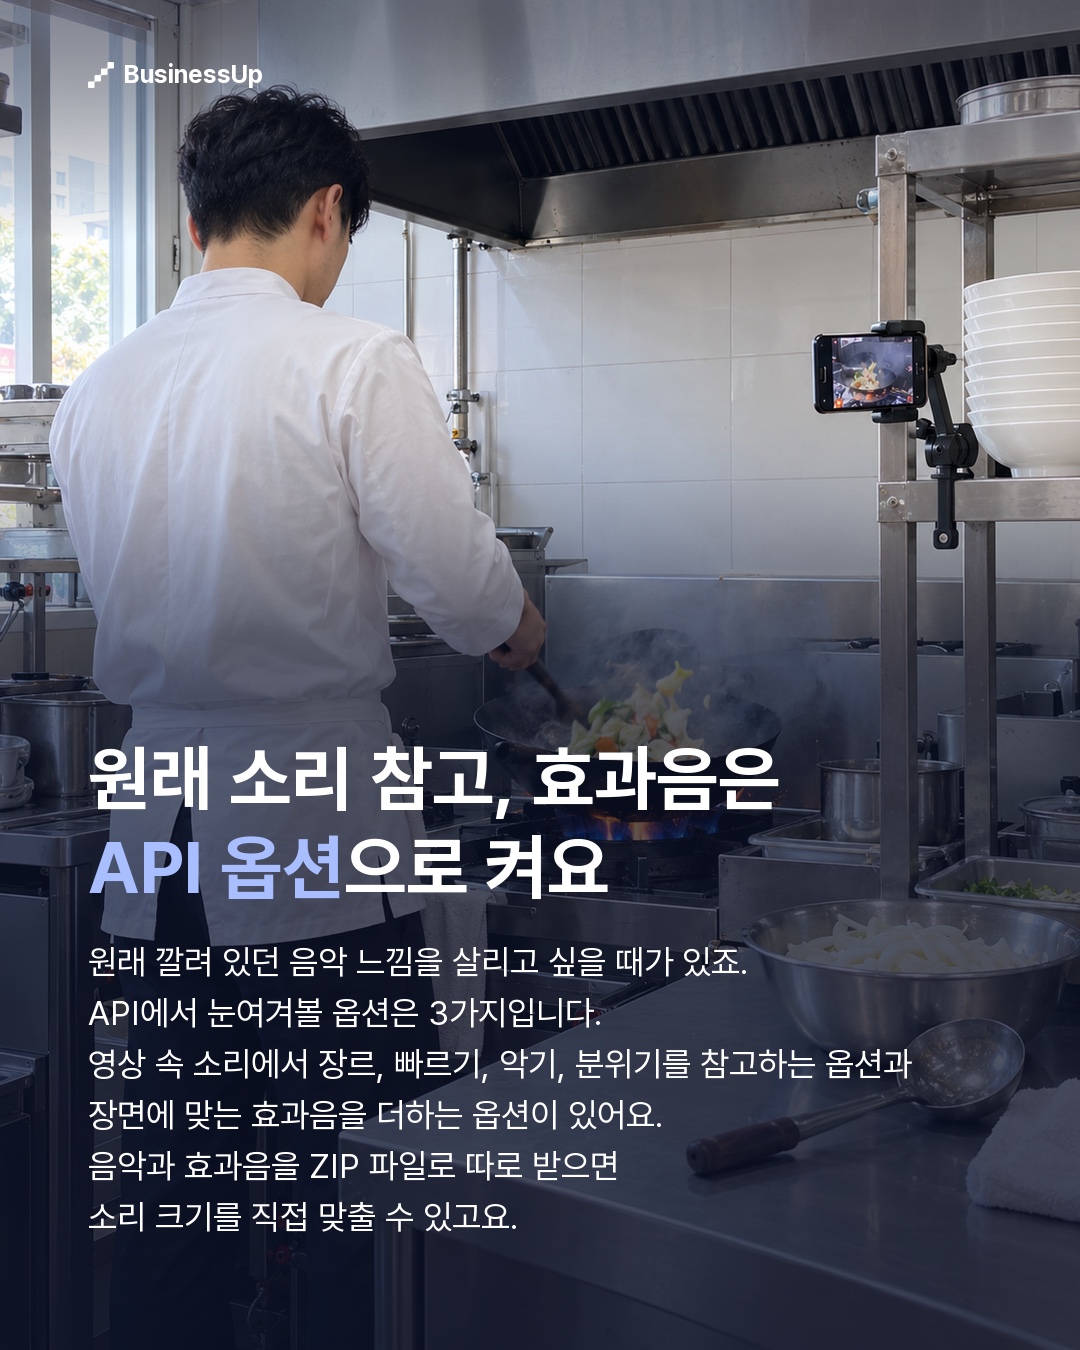 BusinessUp
원래 소리 참고, 효과음은
API 옵션으로 켜요
원래 깔려 있던 음악 느낌을 살리고 싶을 때가 있죠.
API에서 눈여겨볼 옵션은 3가지입니다.
영상 속 소리에서 장르, 빠르기, 악기, 분위기를 참고하는 옵션과
장면에 맞는 효과음을 더하는 옵션이 있어요.
음악과 효과음을 ZIP 파일로 따로 받으면
소리 크기를 직접 맞출 수 있고요.